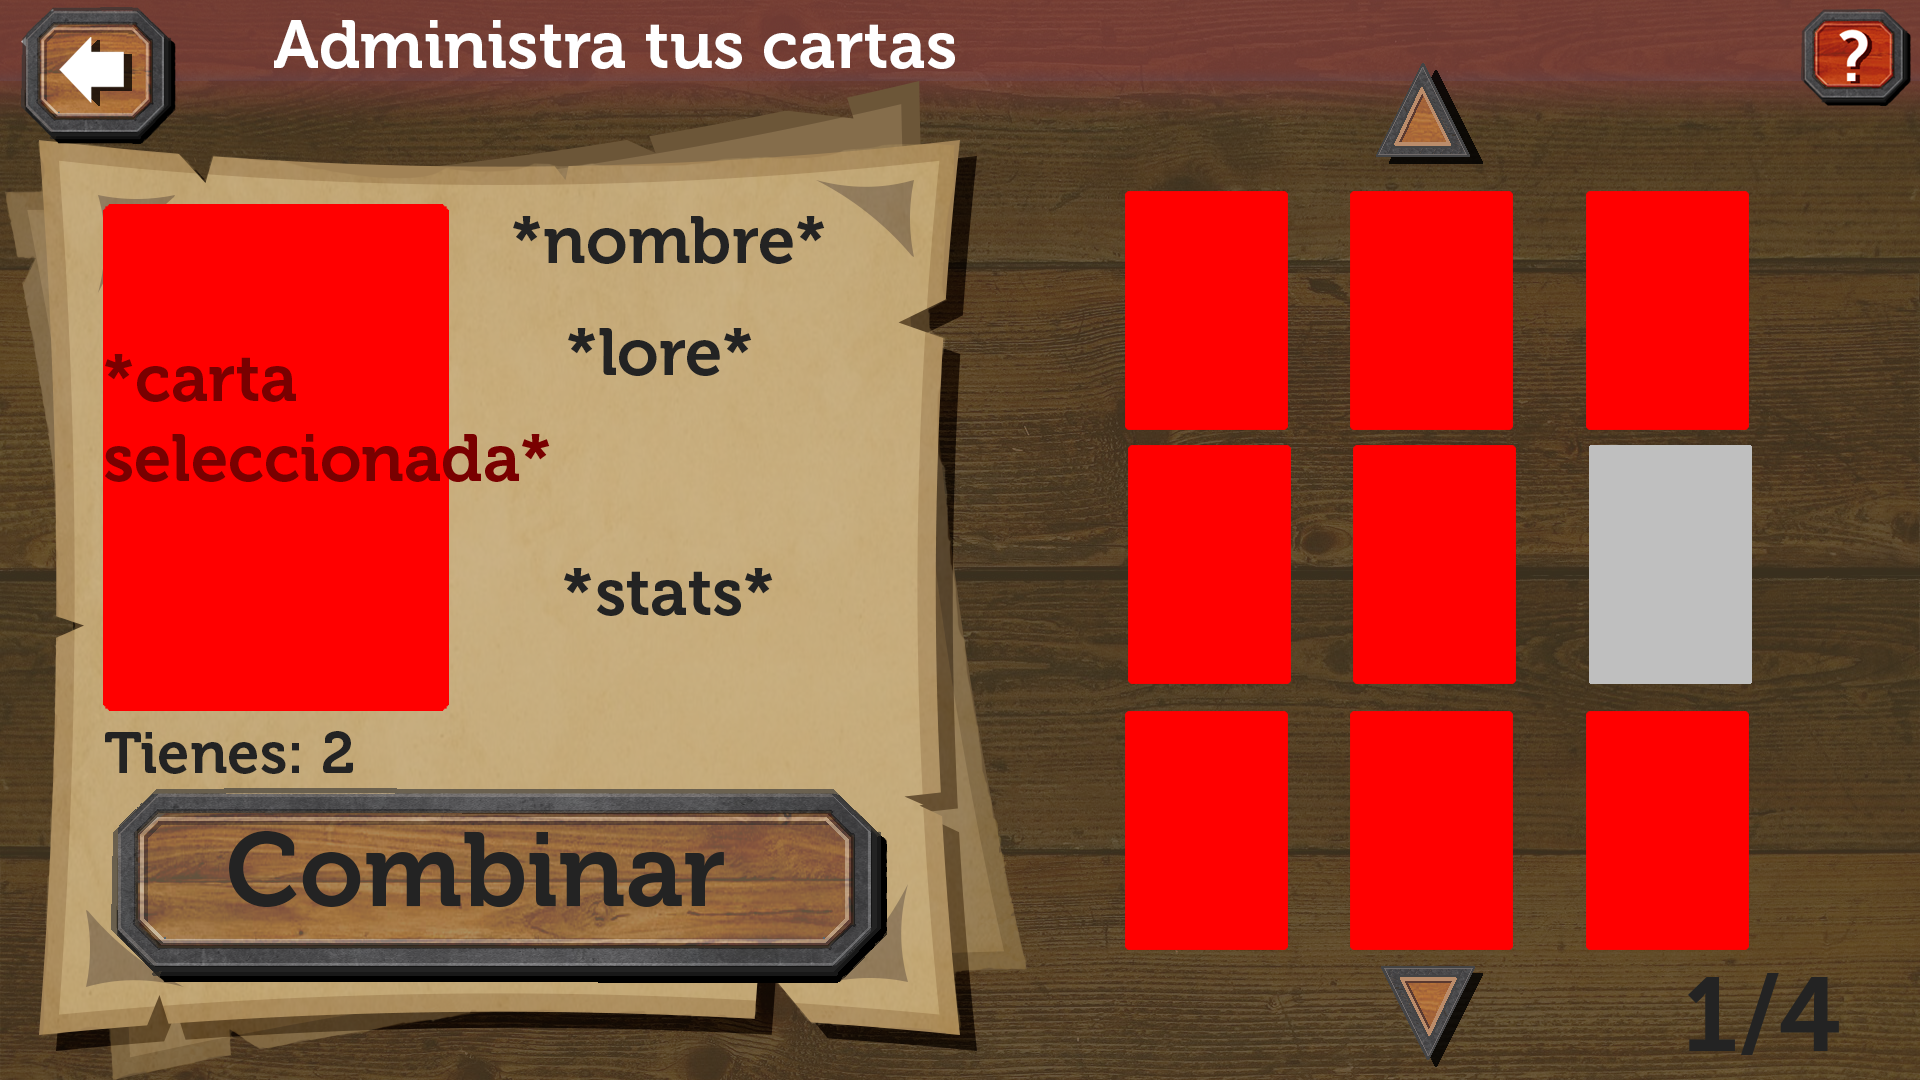 Administra tus cartas
?
*nombre*
*lore*
*carta
seleccionada*
*stats*
Tienes: 2
Combinar
1/4